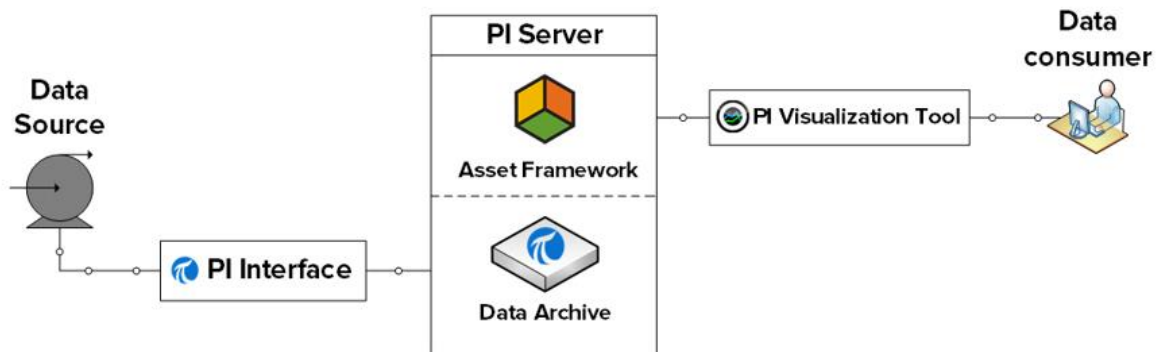 Data
Source
PI Interface
PI Server
Asset Framework
Data Archive
PI Visualization Tool
Data
consumer